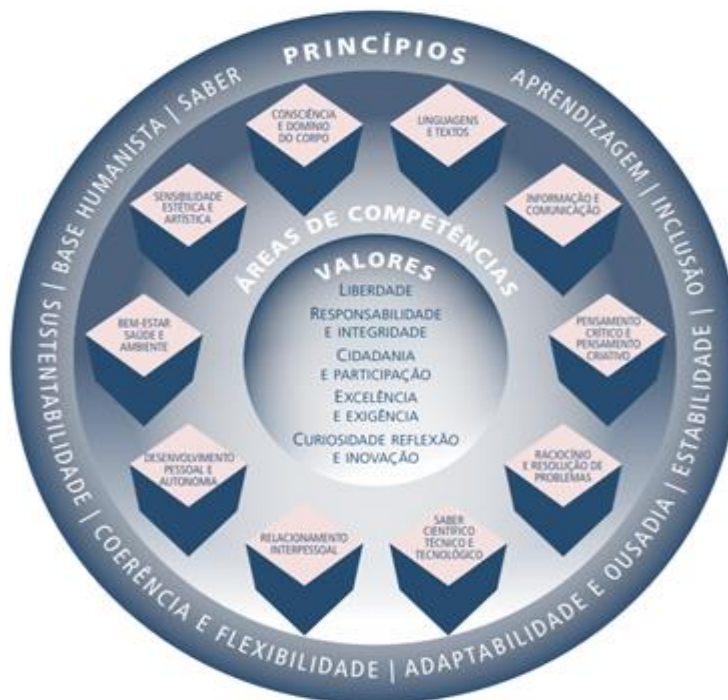 PRINCÍPIOS
APRENDIZAGEM | INCLUSÃO | ESTABILIDADE | ADAPTABILIDADE E OUSADIA | COERÊNCIA E FLEXIBILIDADE | SUSTENTABILIDADE | BASE HUMANISTA | SABER
ÁREAS DE COMPETÊNCIAS
LINGUAGENS
E TEXTOS
INFORMAÇÃO E
COMUNICAÇÃO
PENSAMENTO
CRÍTICO E
PENSAMENTO
CRIATIVO
RACIOCÍNIO
E RESOLUÇÃO DE
PROBLEMAS
SABER
CIENTÍFICO
TÉCNICO E
TECNOLÓGICO
RELACIONAMENTO
INTERPESSOAL
DESENVOLVIMENTO
PESSOAL E
AUTONOMIA
BEM-ESTAR
SAÚDE E
AMBIENTE
SENSIBILIDADE
ESTÉTICA E
ARTÍSTICA
CONSCIÊNCIA
E DOMÍNIO
DO CORPO
VALORES
LIBERDADE
RESPONSABILIDADE
E INTEGRIDADE
CIDADANIA
E PARTICIPAÇÃO
EXCELÊNCIA
E EXIGÊNCIA
CURIOSIDADE REFLEXÃO
E INOVAÇÃO